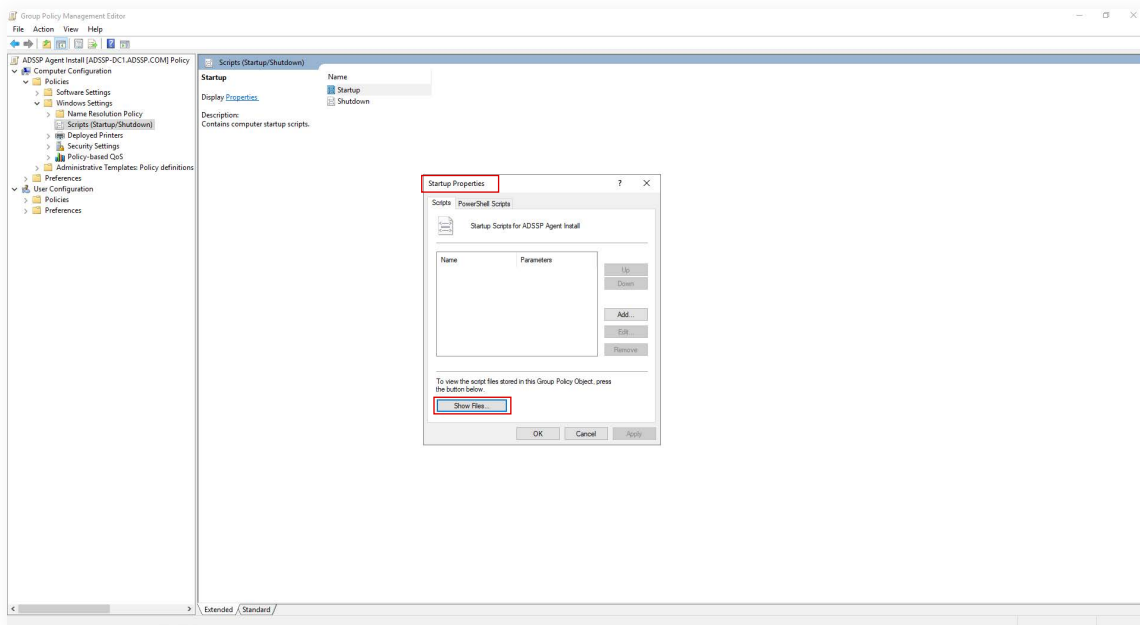 Group Policy Management Editor
File Action View Help
ADSSP Agent Install [ADSSP-DC1.ADSSP.COM] Policy
Computer Configuration
Policies
Software Settings
Windows Settings
Name Resolution Policy
Scripts (Startup/Shutdown)
Deployed Printers
Security Settings
Policy-based QoS
Administrative Templates: Policy definitions
Preferences
User Configuration
Policies
Preferences
Scripts (Startup/Shutdown)
Startup
Display Properties
Description:
Contains computer startup scripts.
Name
Startup
Shutdown
Startup Properties
Scripts PowerShell Scripts
Startup Scripts for ADSSP Agent Install
Name Parameters
Up
Down
Add...
Edit...
Remove
To view the script files stored in this Group Policy Object, press
the button below.
Show Files...
OK Cancel Apply
Extended Standard